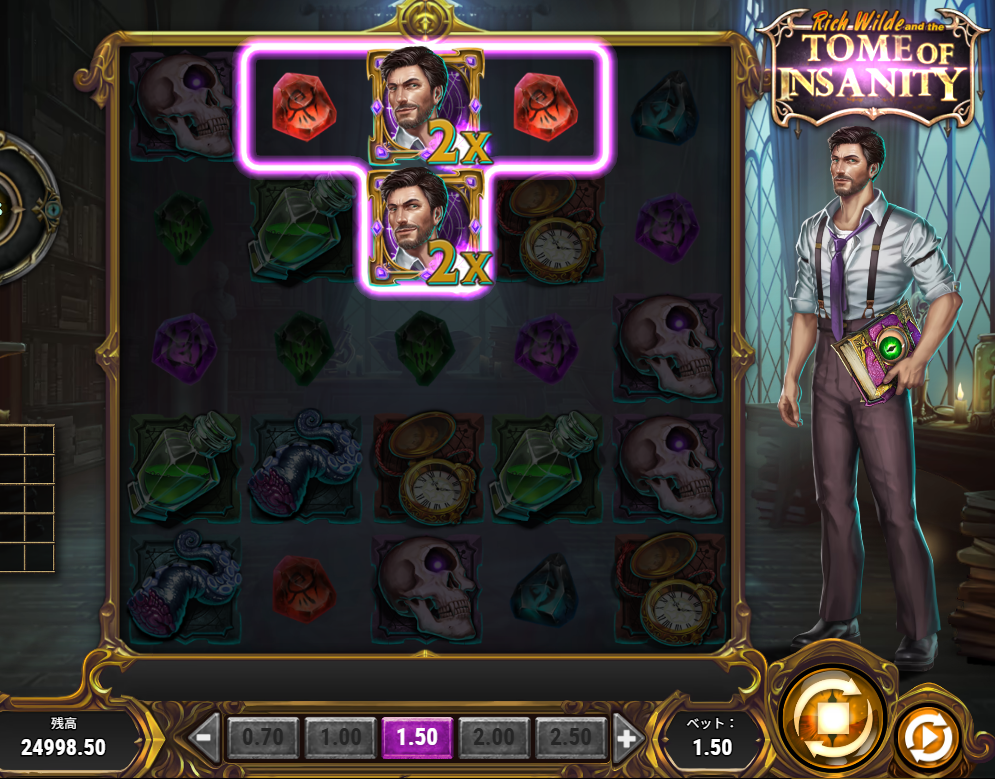 Rich Wilde and the
TOME OF
INSANITY
2x
2x
残高
24998.50
- 0.70 1.00 1.50 2.00 2.50 +
ベット：
1.50